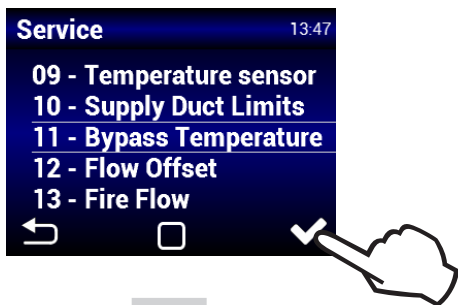 Service 13:47
09 - Temperature sensor
10 - Supply Duct Limits
11 - Bypass Temperature
12 - Flow Offset
13 - Fire Flow